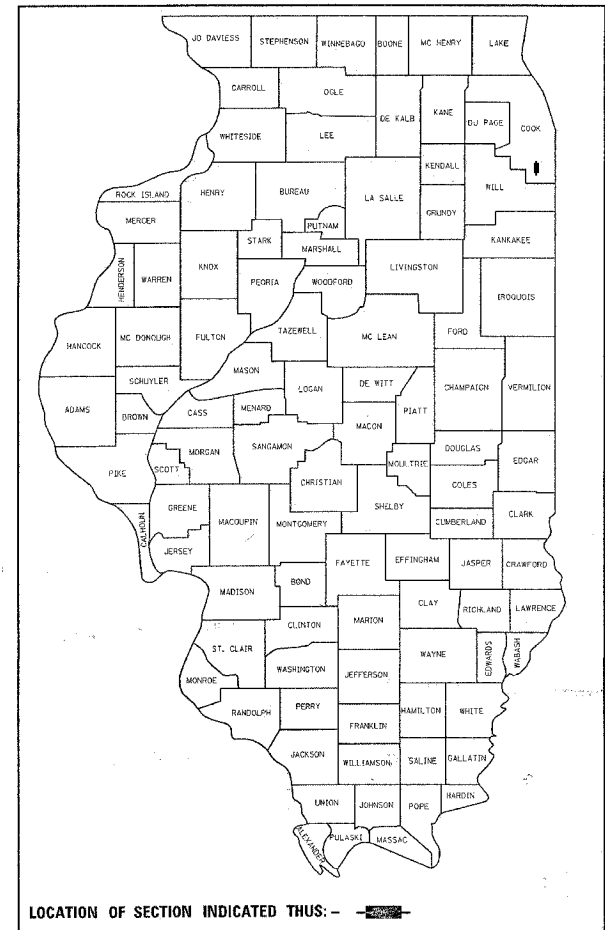 JO DAVIESS STEPHENSON WINNEBAGO BOONE MC HENRY LAKE
CARROLL OGLE DE KALB KANE DU PAGE COOK
WHITESIDE LEE
KENDALL WILL
ROCK ISLAND HENRY BUREAU LA SALLE GRUNDY
MERCER PUTNAM KANKAKEE
STARK MARSHALL
HENDERSON WARREN KNOX PEORIA WOODFORD LIVINGSTON IROQUOIS
HANCOCK MC DONOUGH FULTON TAZEWELL MC LEAN FORD
MASON
SCHUYLER LOGAN DE WITT CHAMPAIGN VERMILION
ADAMS BROWN CASS MENARD PIATT
MACON
MORGAN SANGAMON DOUGLAS
PIKE SCOTT MOULTRIE EDGAR
CHRISTIAN COLES
GREENE MACOUPIN MONTGOMERY SHELBY CLARK
CALHOUN CUMBERLAND
JERSEY FAYETTE EFFINGHAM JASPER CRAWFORD
MADISON BOND
CLAY RICHLAND LAWRENCE
CLINTON MARION
ST. CLAIR WAYNE EDWARDS WABASH
WASHINGTON JEFFERSON
MONROE
RANDOLPH PERRY HAMILTON WHITE
FRANKLIN
JACKSON WILLIAMSON SALINE GALLATIN
HARDIN
UNION JOHNSON POPE
ALEXANDER PULASKI MASSAC
LOCATION OF SECTION INDICATED THUS: -